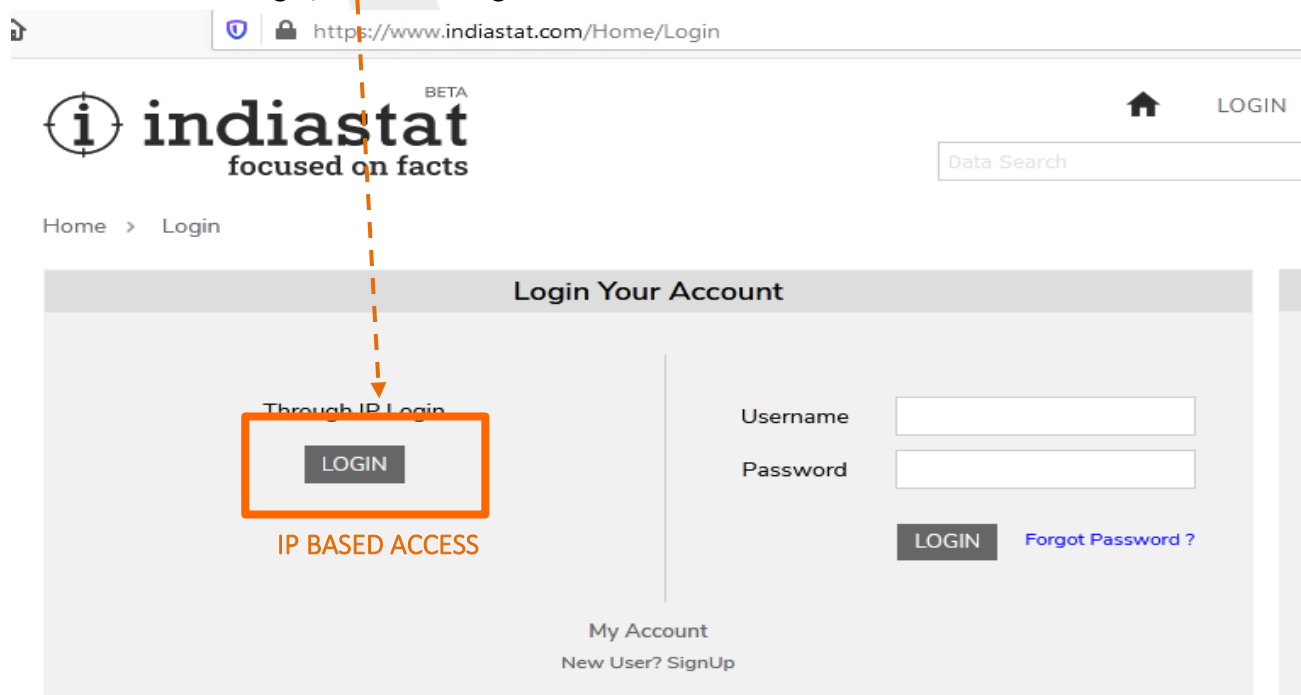 https://www.indiastat.com/Home/Login
BETA
i indiastat
focused on facts
LOGIN
Data Search
Home > Login
Login Your Account
Through IP Login
LOGIN
IP BASED ACCESS
Username
Password
LOGIN Forgot Password ?
My Account
New User? SignUp